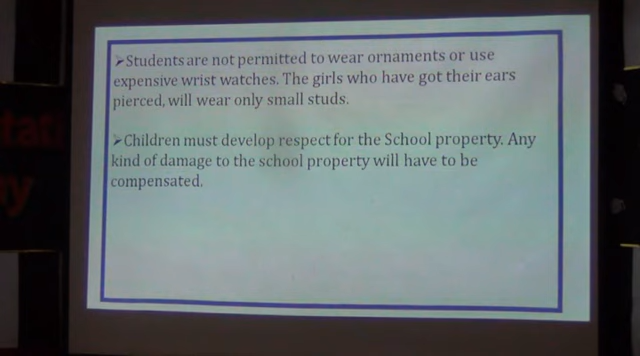 ➤Students are not permitted to wear ornaments or use
expensive wrist watches. The girls who have got their ears
pierced, will wear only small studs.
➤Children must develop respect for the School property. Any
kind of damage to the school property will have to be
compensated.